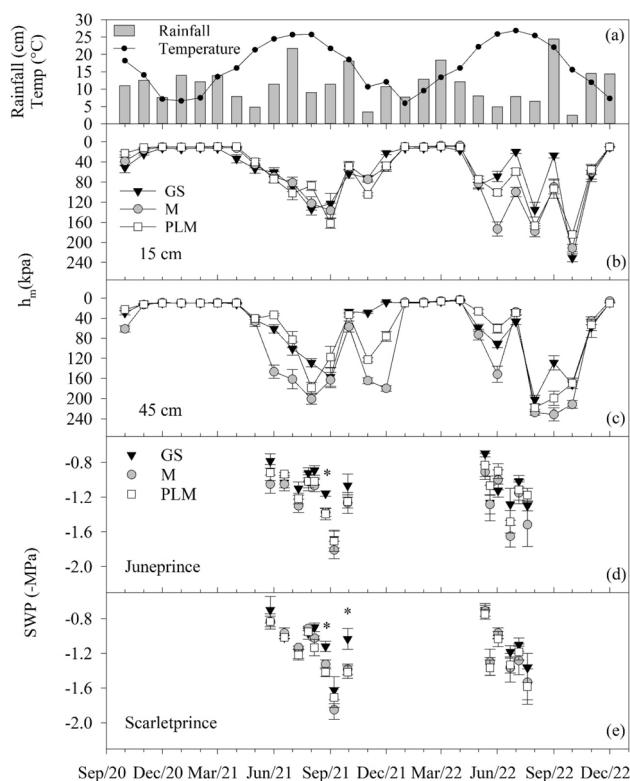 Rainfall (cm)
Temp (°C)
30
25
20
15
10
5
0
Rainfall
Temperature
(a)
hm(kpa)
0
40
80
120
160
200
240
GS
M
PLM
15 cm
(b)
0
40
80
120
160
200
240
45 cm
(c)
SWP (-MPa)
-0.8
-1.2
-1.6
-2.0
GS
M
PLM
*
Juneprince
(d)
-0.8
-1.2
-1.6
-2.0
*
*
Scarletprince
(e)
Sep/20 Dec/20 Mar/21 Jun/21 Sep/21 Dec/21 Mar/22 Jun/22 Sep/22 Dec/22